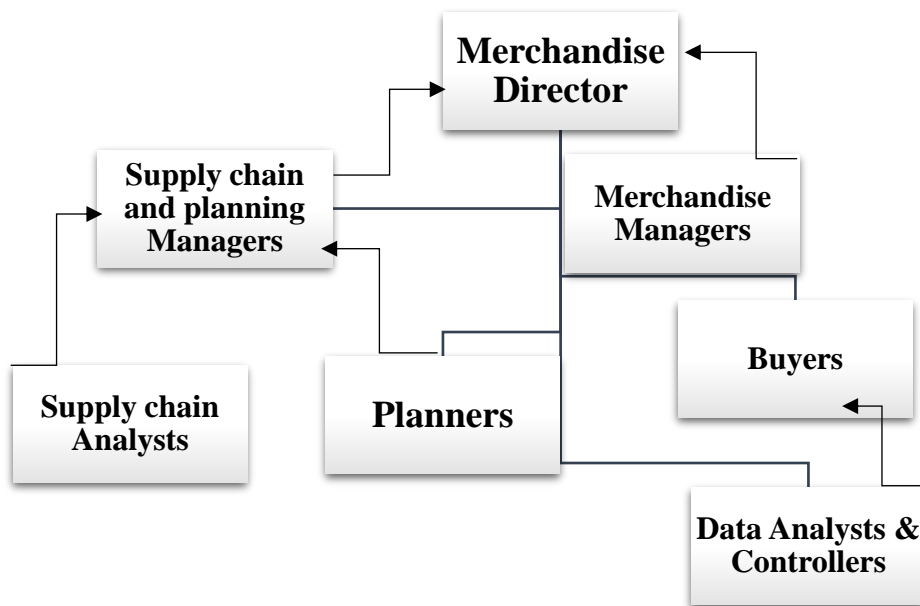 Merchandise
Director
Supply chain
and planning
Managers
Merchandise
Managers
Buyers
Supply chain
Analysts
Planners
Data Analysts &
Controllers